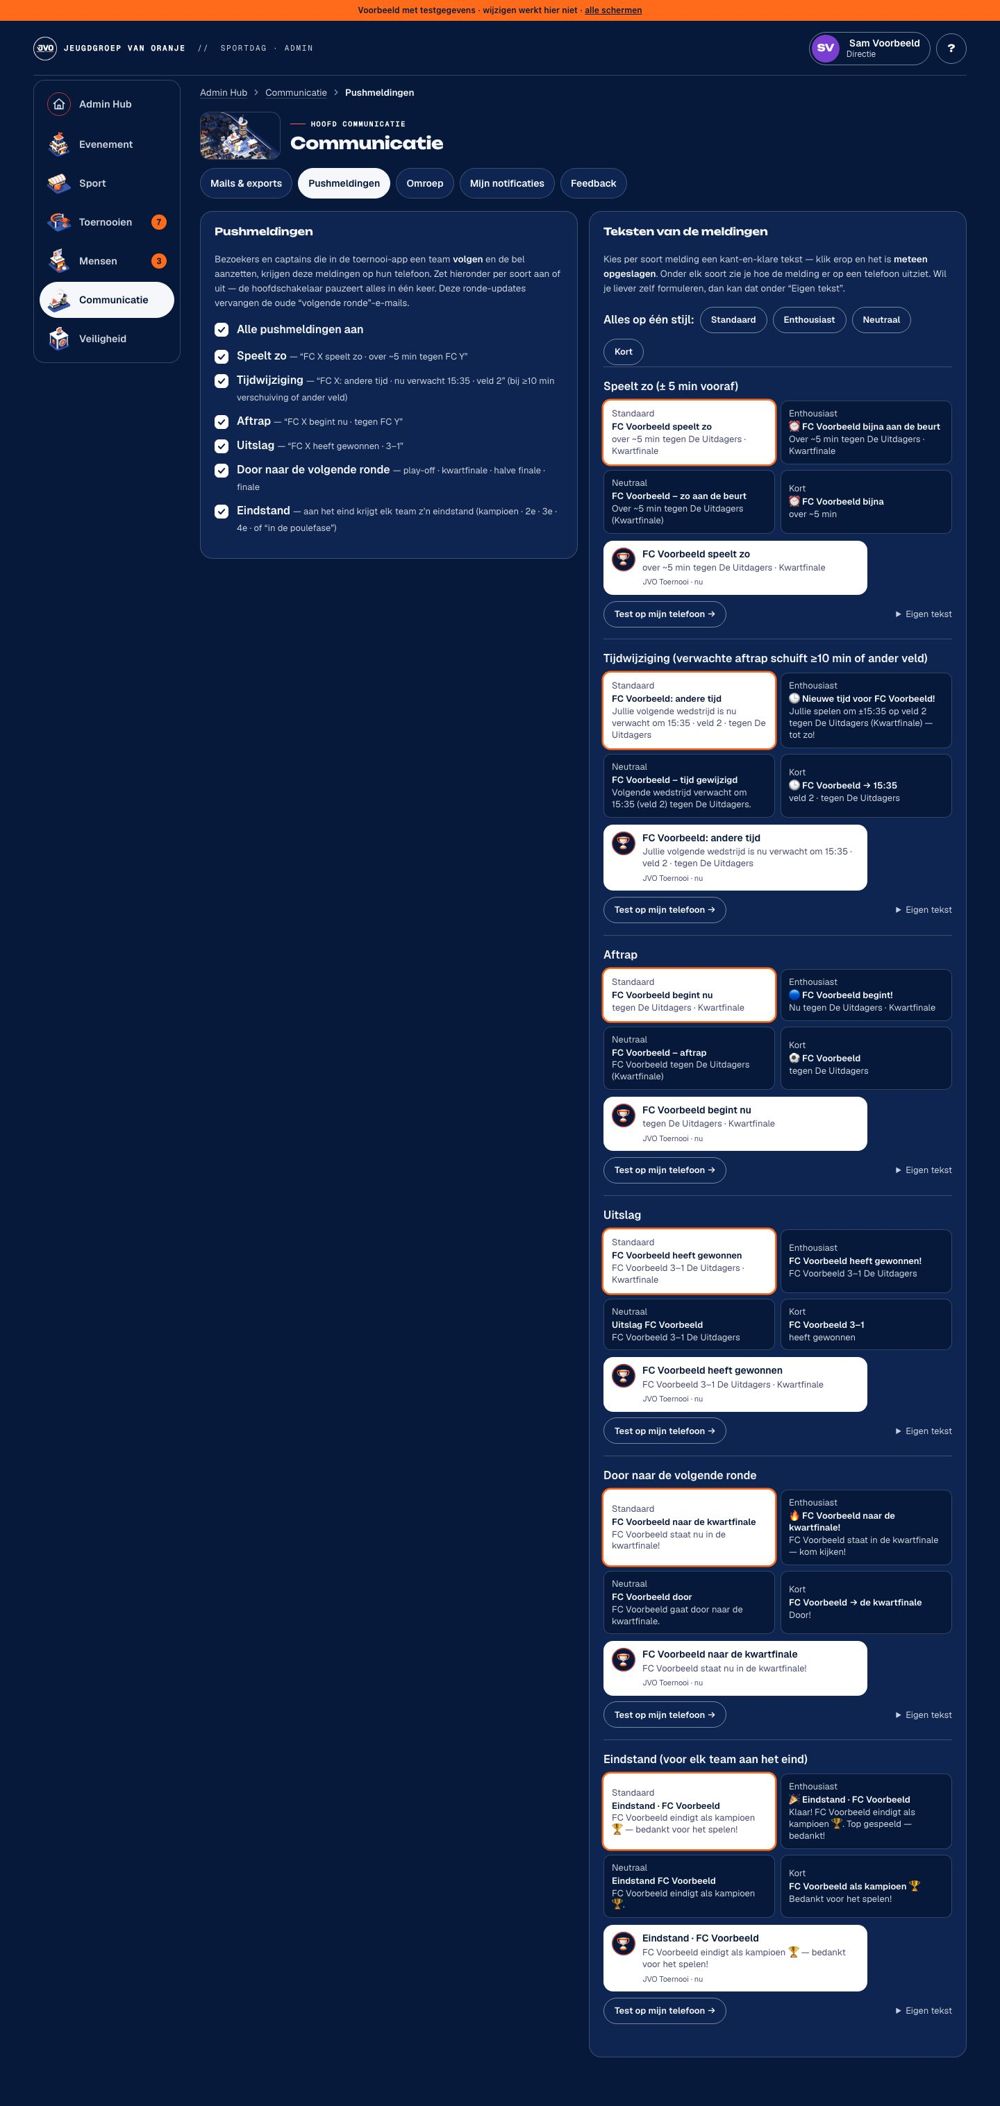 Voorbeeld met testgegevens · wijzigen werkt hier niet · alle schermen
JVO JEUGDGROEP VAN ORANJE // SPORTDAG · ADMIN
SV Sam Voorbeeld
Directie
?
Admin Hub
Evenement
Sport
Toernooien 7
Mensen 3
Communicatie
Veiligheid
Admin Hub > Communicatie > Pushmeldingen
HOOFD COMMUNICATIE
Communicatie
Mails & exports
Pushmeldingen
Omroep
Mijn notificaties
Feedback
Pushmeldingen
Bezoekers en captains die in de toernooi-app een team volgen en de bel
aanzetten, krijgen deze meldingen op hun telefoon. Zet hieronder per soort aan of
uit — de hoofdschakelaar pauzeert alles in één keer. Deze ronde-updates
vervangen de oude “volgende ronde”-e-mails.
Alle pushmeldingen aan
Speelt zo — “FC X speelt zo · over ~5 min tegen FC Y”
Tijdwijziging — “FC X: andere tijd · nu verwacht 15:35 · veld 2” (bij ≥10 min
verschuiving of ander veld)
Aftrap — “FC X begint nu · tegen FC Y”
Uitslag — “FC X heeft gewonnen · 3–1”
Door naar de volgende ronde — play-off · kwartfinale · halve finale ·
finale
Eindstand — aan het eind krijgt elk team z’n eindstand (kampioen · 2e · 3e ·
4e · of “in de poulefase”)
Teksten van de meldingen
Kies per soort melding een kant-en-klare tekst — klik erop en het is meteen
opgeslagen. Onder elk soort zie je hoe de melding er op een telefoon uitziet. Wil
je liever zelf formuleren, dan kan dat onder “Eigen tekst”.
Alles op één stijl:
Standaard
Enthousiast
Neutraal
Kort
Speelt zo (± 5 min vooraf)
Standaard
FC Voorbeeld speelt zo
over ~5 min tegen De Uitdagers ·
Kwartfinale
Enthousiast
⏰ FC Voorbeeld bijna aan de beurt
Over ~5 min tegen De Uitdagers ·
Kwartfinale
Neutraal
FC Voorbeeld – zo aan de beurt
Over ~5 min tegen De Uitdagers
(Kwartfinale)
Kort
⏰ FC Voorbeeld bijna
over ~5 min
FC Voorbeeld speelt zo
over ~5 min tegen De Uitdagers · Kwartfinale
JVO Toernooi · nu
Test op mijn telefoon →
▶ Eigen tekst
Tijdwijziging (verwachte aftrap schuift ≥10 min of ander veld)
Standaard
FC Voorbeeld: andere tijd
Jullie volgende wedstrijd is nu
verwacht om 15:35 · veld 2 · tegen De
Uitdagers
Enthousiast
🕒 Nieuwe tijd voor FC Voorbeeld!
Jullie spelen om ±15:35 op veld 2
tegen De Uitdagers (Kwartfinale) —
tot zo!
Neutraal
FC Voorbeeld – tijd gewijzigd
Volgende wedstrijd verwacht om
15:35 (veld 2) tegen De Uitdagers.
Kort
🕒 FC Voorbeeld → 15:35
veld 2 · tegen De Uitdagers
FC Voorbeeld: andere tijd
Jullie volgende wedstrijd is nu verwacht om 15:35 ·
veld 2 · tegen De Uitdagers
JVO Toernooi · nu
Test op mijn telefoon →
▶ Eigen tekst
Aftrap
Standaard
FC Voorbeeld begint nu
tegen De Uitdagers · Kwartfinale
Enthousiast
🔵 FC Voorbeeld begint!
Nu tegen De Uitdagers · Kwartfinale
Neutraal
FC Voorbeeld – aftrap
FC Voorbeeld tegen De Uitdagers
(Kwartfinale)
Kort
⚽ FC Voorbeeld
tegen De Uitdagers
FC Voorbeeld begint nu
tegen De Uitdagers · Kwartfinale
JVO Toernooi · nu
Test op mijn telefoon →
▶ Eigen tekst
Uitslag
Standaard
FC Voorbeeld heeft gewonnen
FC Voorbeeld 3–1 De Uitdagers ·
Kwartfinale
Enthousiast
FC Voorbeeld heeft gewonnen!
FC Voorbeeld 3–1 De Uitdagers
Neutraal
Uitslag FC Voorbeeld
FC Voorbeeld 3–1 De Uitdagers
Kort
FC Voorbeeld 3–1
heeft gewonnen
FC Voorbeeld heeft gewonnen
FC Voorbeeld 3–1 De Uitdagers · Kwartfinale
JVO Toernooi · nu
Test op mijn telefoon →
▶ Eigen tekst
Door naar de volgende ronde
Standaard
FC Voorbeeld naar de kwartfinale
FC Voorbeeld staat nu in de
kwartfinale!
Enthousiast
🔥 FC Voorbeeld naar de
kwartfinale!
FC Voorbeeld staat in de kwartfinale
— kom kijken!
Neutraal
FC Voorbeeld door
FC Voorbeeld gaat door naar de
kwartfinale.
Kort
FC Voorbeeld → de kwartfinale
Door!
FC Voorbeeld naar de kwartfinale
FC Voorbeeld staat nu in de kwartfinale!
JVO Toernooi · nu
Test op mijn telefoon →
▶ Eigen tekst
Eindstand (voor elk team aan het eind)
Standaard
Eindstand · FC Voorbeeld
FC Voorbeeld eindigt als kampioen
🏆 — bedankt voor het spelen!
Enthousiast
🎉 Eindstand · FC Voorbeeld
Klaar! FC Voorbeeld eindigt als
kampioen 🏆. Top gespeeld —
bedankt!
Neutraal
Eindstand FC Voorbeeld
FC Voorbeeld eindigt als kampioen
🏆.
Kort
FC Voorbeeld als kampioen 🏆
Bedankt voor het spelen!
Eindstand · FC Voorbeeld
FC Voorbeeld eindigt als kampioen 🏆 — bedankt
voor het spelen!
JVO Toernooi · nu
Test op mijn telefoon →
▶ Eigen tekst